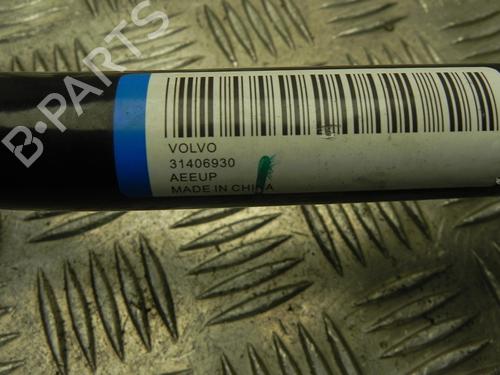 B-PARTS
VOLVO
31406930
AEEUP
MADE IN CHINA